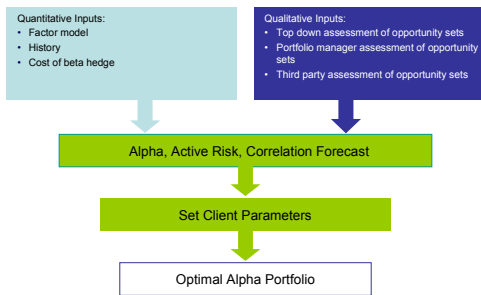 Quantitative Inputs:
• Factor model
• History
• Cost of beta hedge
Qualitative Inputs:
• Top down assessment of opportunity sets
• Portfolio manager assessment of opportunity
sets
• Third party assessment of opportunity sets
Alpha, Active Risk, Correlation Forecast
Set Client Parameters
Optimal Alpha Portfolio